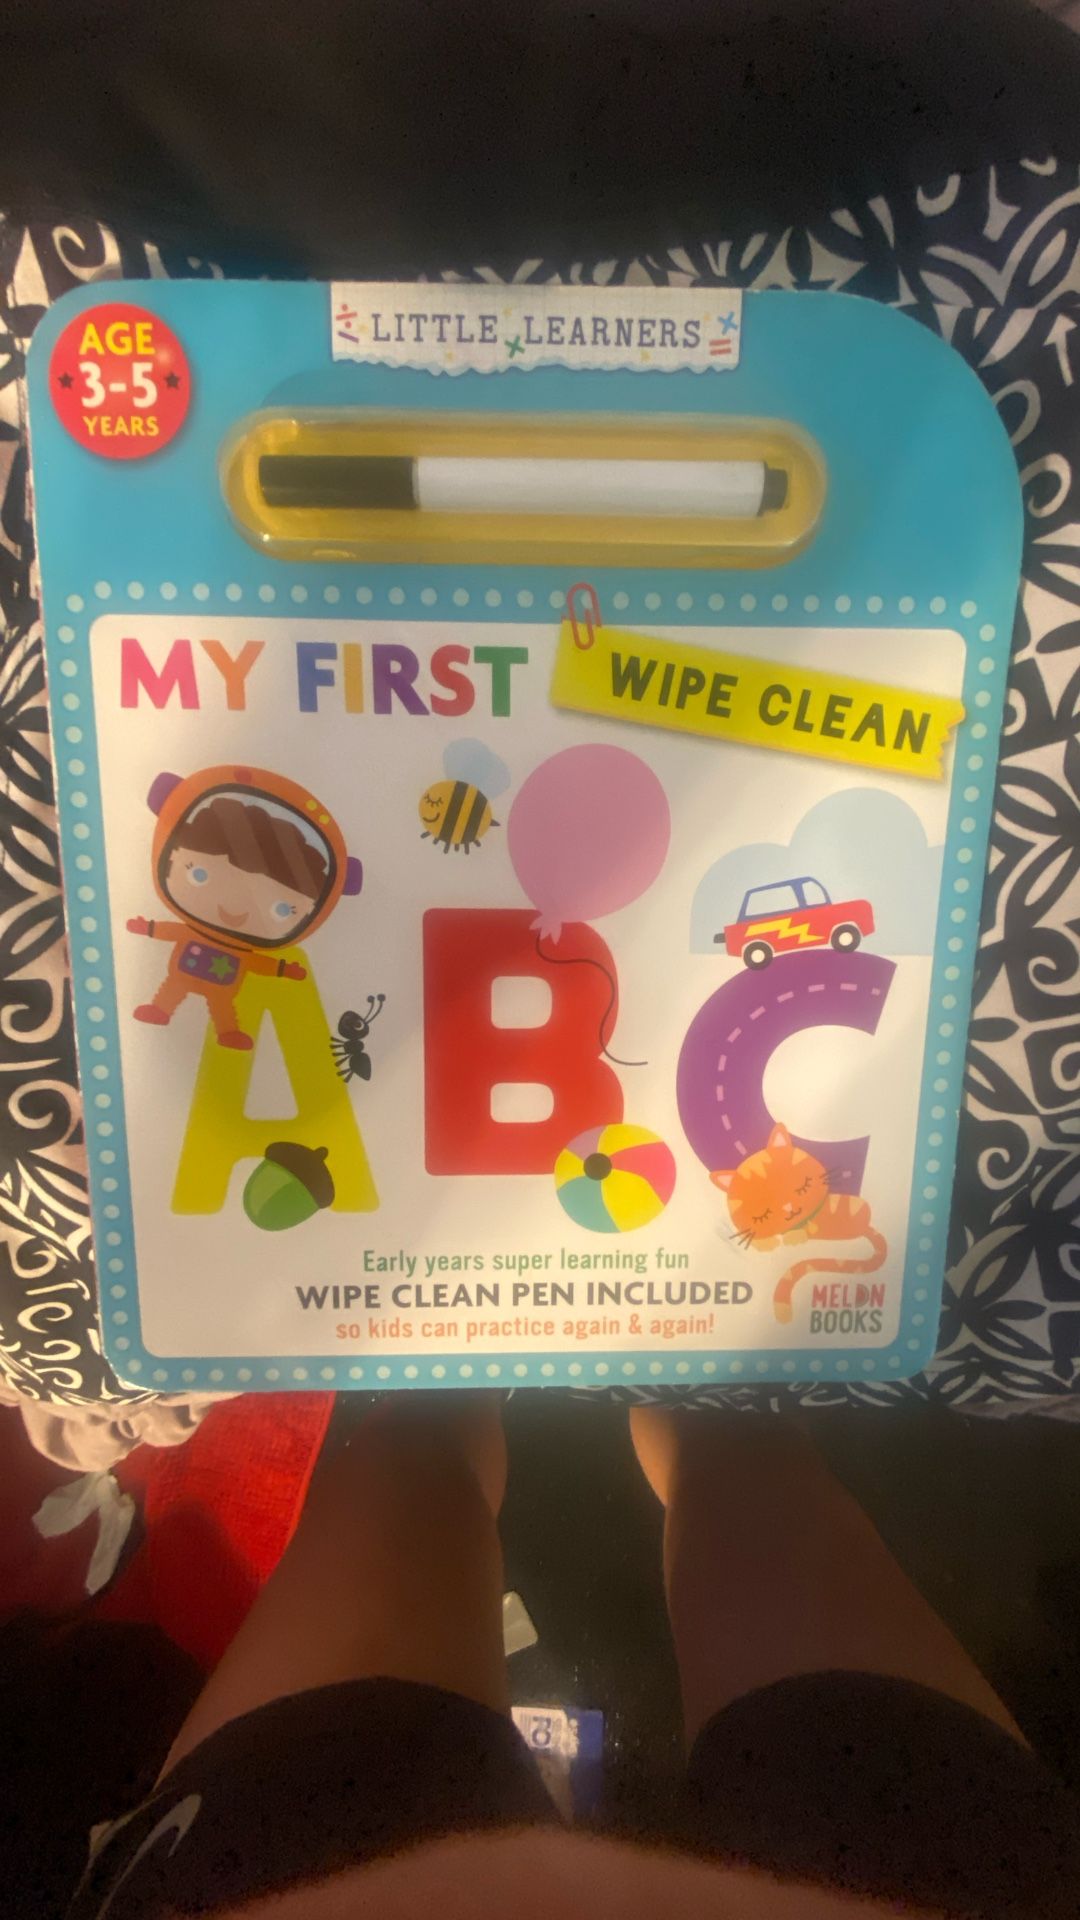 LITTLE LEARNERS
AGE
3-5
YEARS
MY FIRST
WIPE CLEAN
ABC
Early years super learning fun
WIPE CLEAN PEN INCLUDED
so kids can practice again & again!
MELON
BOOKS